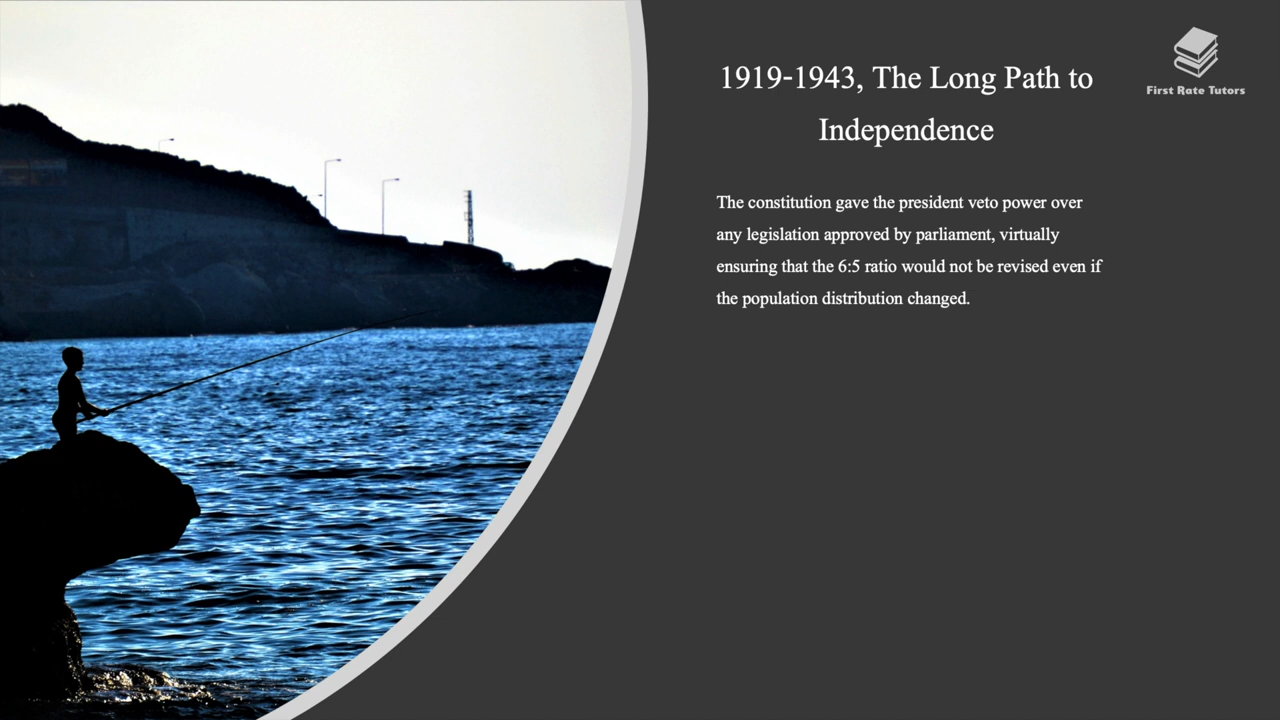 1919-1943, The Long Path to
Independence
First Rate Tutors
The constitution gave the president veto power over
any legislation approved by parliament, virtually
ensuring that the 6:5 ratio would not be revised even if
the population distribution changed.